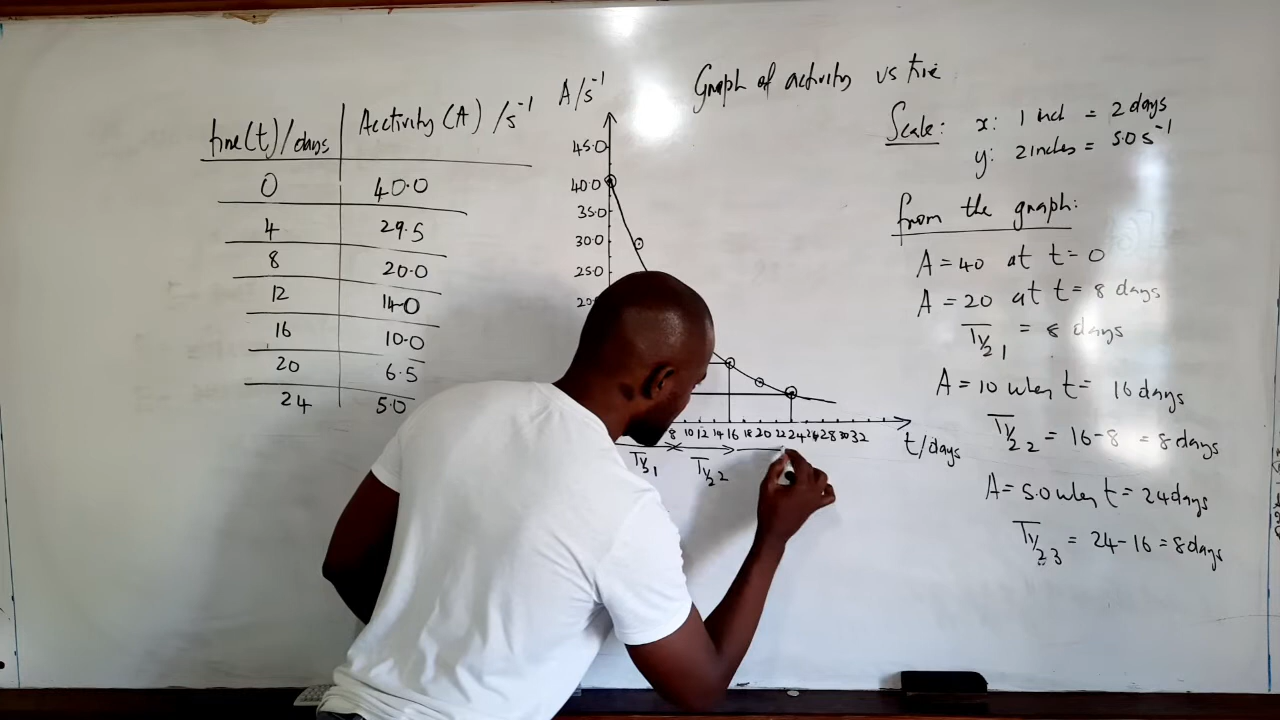 Graph of activity vs time
time(t)/days Acctivity (A) /s⁻¹
0 40.0
4 29.5
8 20.0
12 14.0
16 10.0
20 6.5
24 5.0
A/s⁻¹
45.0
40.0
35.0
30.0
25.0
8 10 12 14 16 18 20 22 24 26 28 30 32
t/days
T½1 T½2
Scale: x: 1 inch = 2 days
y: 2 inches = 5.0 s⁻¹
from the graph:
A = 40 at t = 0
A = 20 at t = 8 days
T½1 = 8 days
A = 10 when t = 16 days
T½2 = 16 - 8 = 8 days
A = 5.0 when t = 24 days
T½3 = 24 - 16 = 8 days